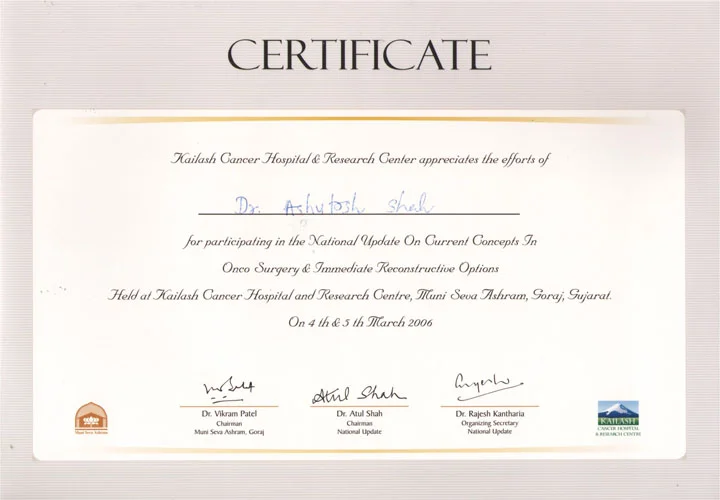 CERTIFICATE
Kailash Cancer Hospital & Research Center appreciates the efforts of
Dr. Ashutosh Shah
for participating in the National Update On Current Concepts In
Onco Surgery & Immediate Reconstructive Options
Held at Kailash Cancer Hospital and Research Centre, Muni Seva Ashram, Goraj, Gujarat.
On 4 th & 5 th March 2006
Atul Shah
Dr. Vikram Patel
Chairman
Muni Seva Ashram, Goraj
Dr. Atul Shah
Chairman
National Update
Dr. Rajesh Kantharia
Organizing Secretary
National Update
Muni Seva Ashram
KAILASH
CANCER HOSPITAL
& RESEARCH CENTRE